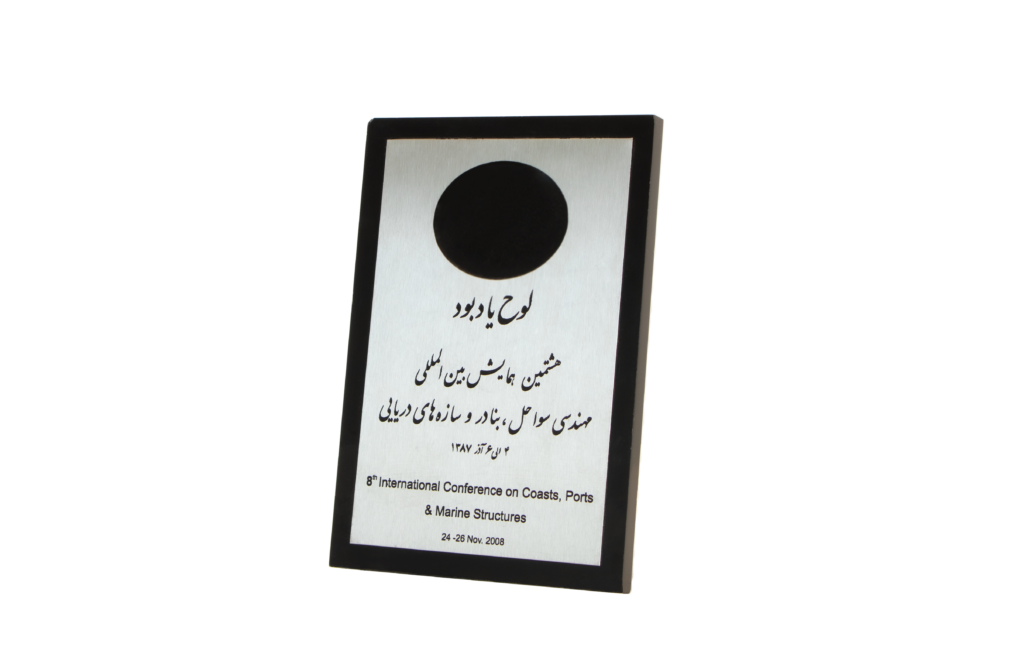 لوح یادبود
هشتمین همایش بین المللی
مهندسی سواحل، بنادر و سازه های دریایی
۴ الی ۶ آذر ۱۳۸۷
8th International Conference on Coasts, Ports
& Marine Structures
24 -26 Nov. 2008